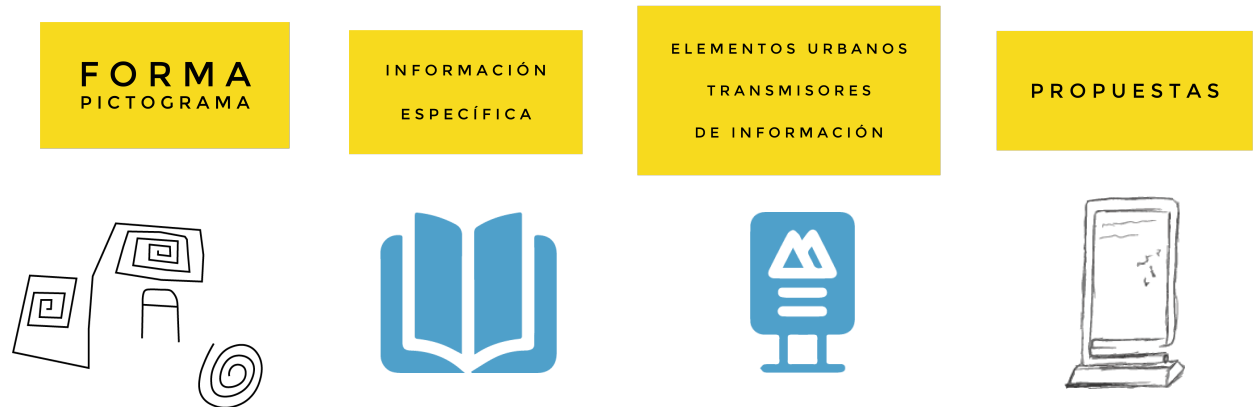 FORMA
PICTOGRAMA
INFORMACIÓN
ESPECÍFICA
ELEMENTOS URBANOS
TRANSMISORES
DE INFORMACIÓN
PROPUESTAS